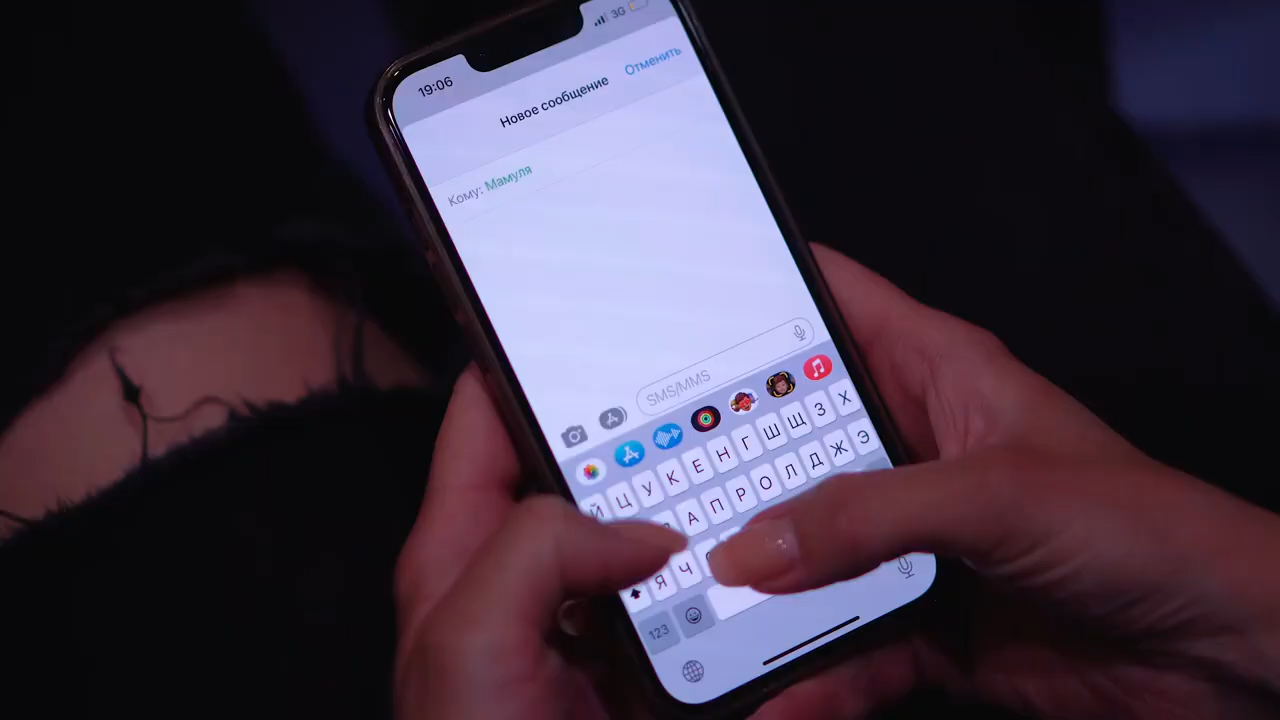 19:06 3G
Новое сообщение Отменить
Кому: Мамуля
SMS/MMS
Й Ц У К Е Н Г Ш Щ З Х
А П Р О Л Д Ж Э
Я Ч
123